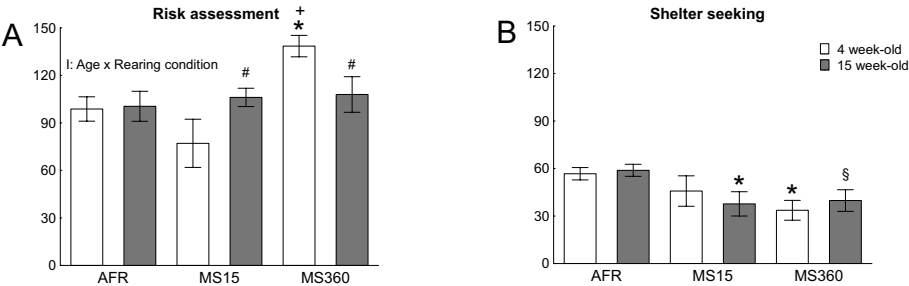 A
Risk assessment
150
120
90
60
30
0
I: Age x Rearing condition
#
+
*
#
AFR
MS15
MS360
B
Shelter seeking
150
120
90
60
30
0
4 week-old
15 week-old
*
*
§
AFR
MS15
MS360